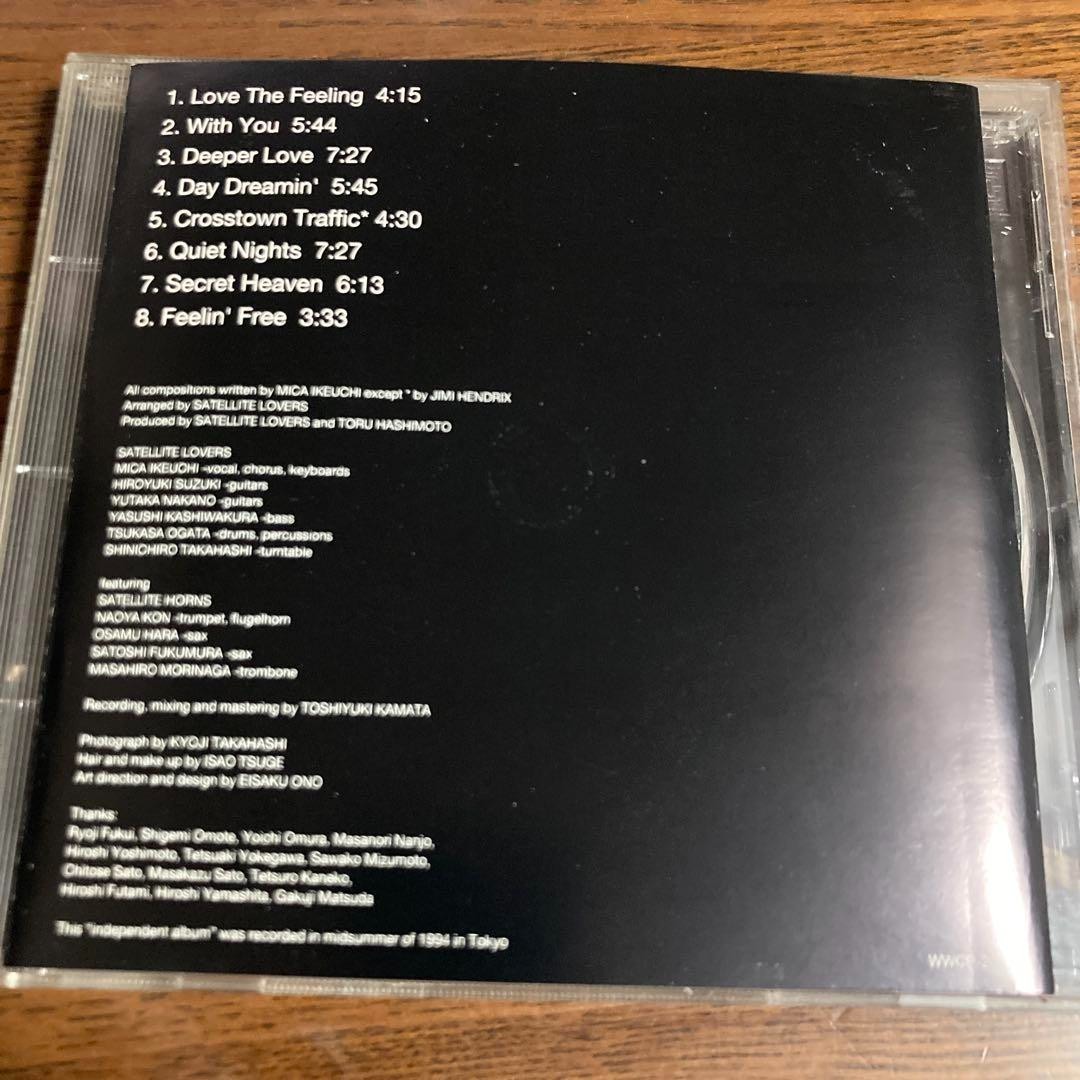 1. Love The Feeling 4:15
2. With You 5:44
3. Deeper Love 7:27
4. Day Dreamin' 5:45
5. Crosstown Traffic* 4:30
6. Quiet Nights 7:27
7. Secret Heaven 6:13
8. Feelin' Free 3:33
All compositions written by MICA IKEUCHI except * by JIMI HENDRIX
Arranged by SATELLITE LOVERS
Produced by SATELLITE LOVERS and TORU HASHIMOTO
SATELLITE LOVERS
MICA IKEUCHI -vocal, chorus, keyboards
HIROYUKI SUZUKI -guitars
YUTAKA NAKANO -guitars
YASUSHI KASHIWAKURA -bass
TSUKASA OGATA -drums, percussions
SHINICHIRO TAKAHASHI -turntable
featuring
SATELLITE HORNS
NAOYA KON -trumpet, flugelhorn
OSAMU HARA -sax
SATOSHI FUKUMURA -sax
MASAHIRO MORINAGA -trombone
Recording, mixing and mastering by TOSHIYUKI KAMATA
Photograph by KYOJI TAKAHASHI
Hair and make up by ISAO TSUGE
Art direction and design by EISAKU ONO
Thanks:
Ryoji Fukui, Shigemi Omote, Yoichi Omura, Masanori Nanjo,
Hiroshi Yoshimoto, Tetsuaki Yokegawa, Sawako Mizumoto,
Chitose Sato, Masakazu Sato, Tetsuro Kaneko,
Hiroshi Futami, Hiroshi Yamashita, Gakuji Matsuda
This "independent album" was recorded in midsummer of 1994 in Tokyo